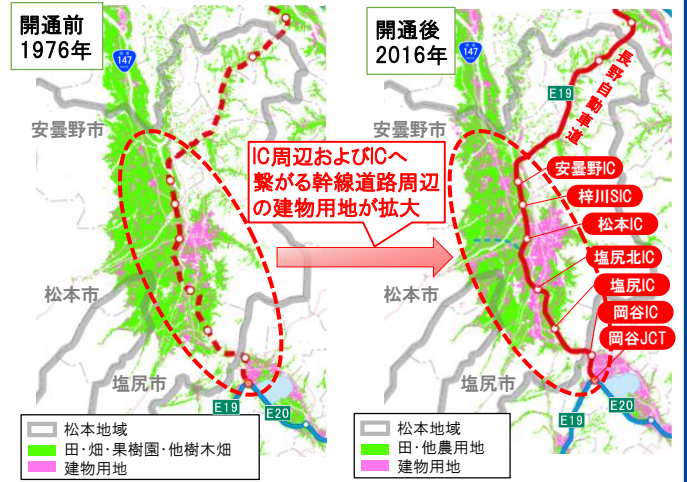 開通前
1976年
147
安曇野市
松本市
塩尻市
E19
E20
松本地域
田・畑・果樹園・他樹木畑
建物用地
IC周辺およびICへ
繋がる幹線道路周辺
の建物用地が拡大
開通後
2016年
147
E19
長野自動車道
安曇野市
安曇野IC
梓川SIC
松本IC
塩尻北IC
塩尻IC
岡谷IC
岡谷JCT
松本市
塩尻市
E19
E20
松本地域
田・他農用地
建物用地